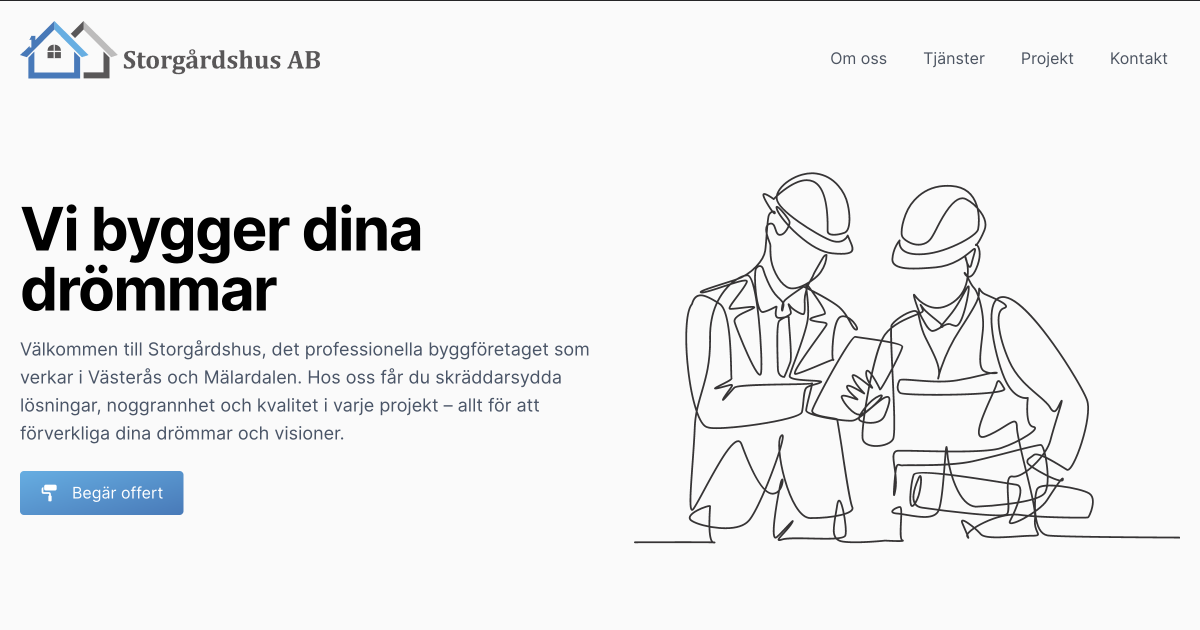 Storgårdshus AB
Om oss
Tjänster
Projekt
Kontakt
Vi bygger dina
drömmar
Välkommen till Storgårdshus, det professionella byggföretaget som
verkar i Västerås och Mälardalen. Hos oss får du skräddarsydda
lösningar, noggrannhet och kvalitet i varje projekt – allt för att
förverkliga dina drömmar och visioner.
Begär offert